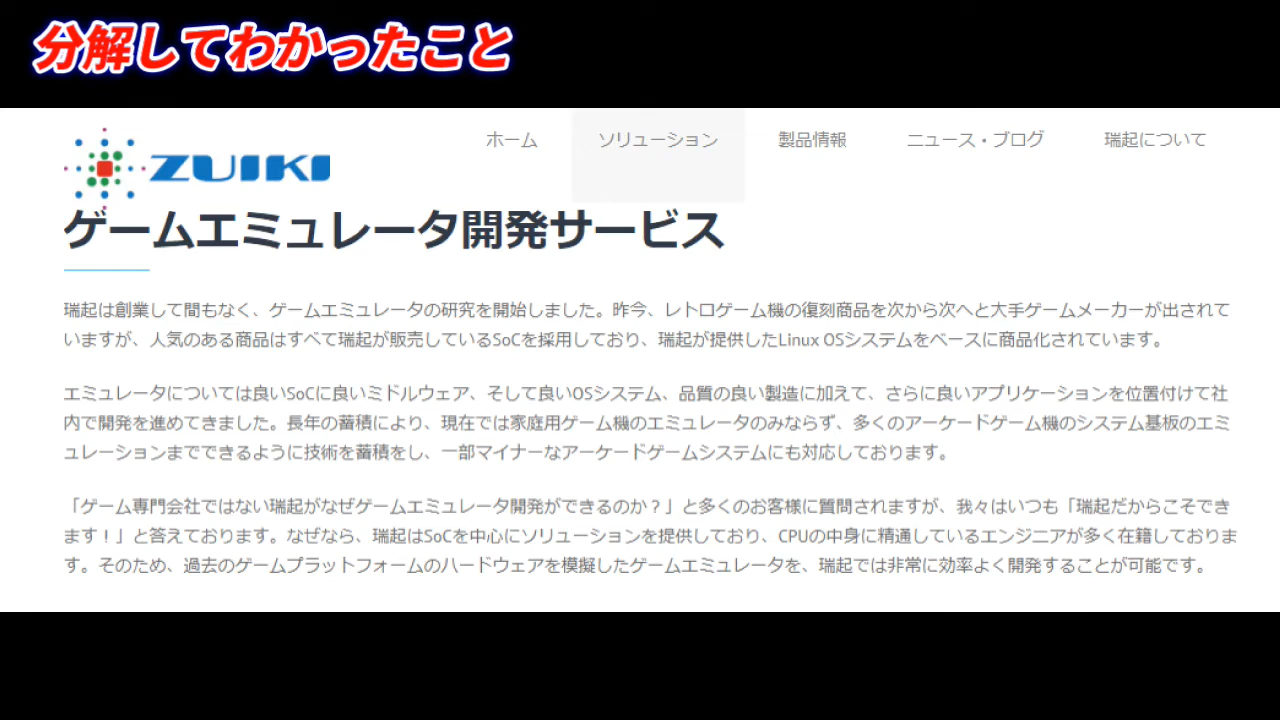 分解してわかったこと
ZUIKI
ホーム
ソリューション
製品情報
ニュース・ブログ
瑞起について
ゲームエミュレータ開発サービス
瑞起は創業して間もなく、ゲームエミュレータの研究を開始しました。昨今、レトロゲーム機の復刻商品を次から次へと大手ゲームメーカーが出されて
いますが、人気のある商品はすべて瑞起が販売しているSoCを採用しており、瑞起が提供したLinux OSシステムをベースに商品化されています。
エミュレータについては良いSoCに良いミドルウェア、そして良いOSシステム、品質の良い製造に加えて、さらに良いアプリケーションを位置付けて社
内で開発を進めてきました。長年の蓄積により、現在では家庭用ゲーム機のエミュレータのみならず、多くのアーケードゲーム機のシステム基板のエミ
ュレーションまでできるように技術を蓄積をし、一部マイナーなアーケードゲームシステムにも対応しております。
「ゲーム専門会社ではない瑞起がなぜゲームエミュレータ開発ができるのか？」と多くのお客様に質問されますが、我々はいつも「瑞起だからこそでき
ます！」と答えております。なぜなら、瑞起はSoCを中心にソリューションを提供しており、CPUの中身に精通しているエンジニアが多く在籍しておりま
す。そのため、過去のゲームプラットフォームのハードウェアを模擬したゲームエミュレータを、瑞起では非常に効率よく開発することが可能です。